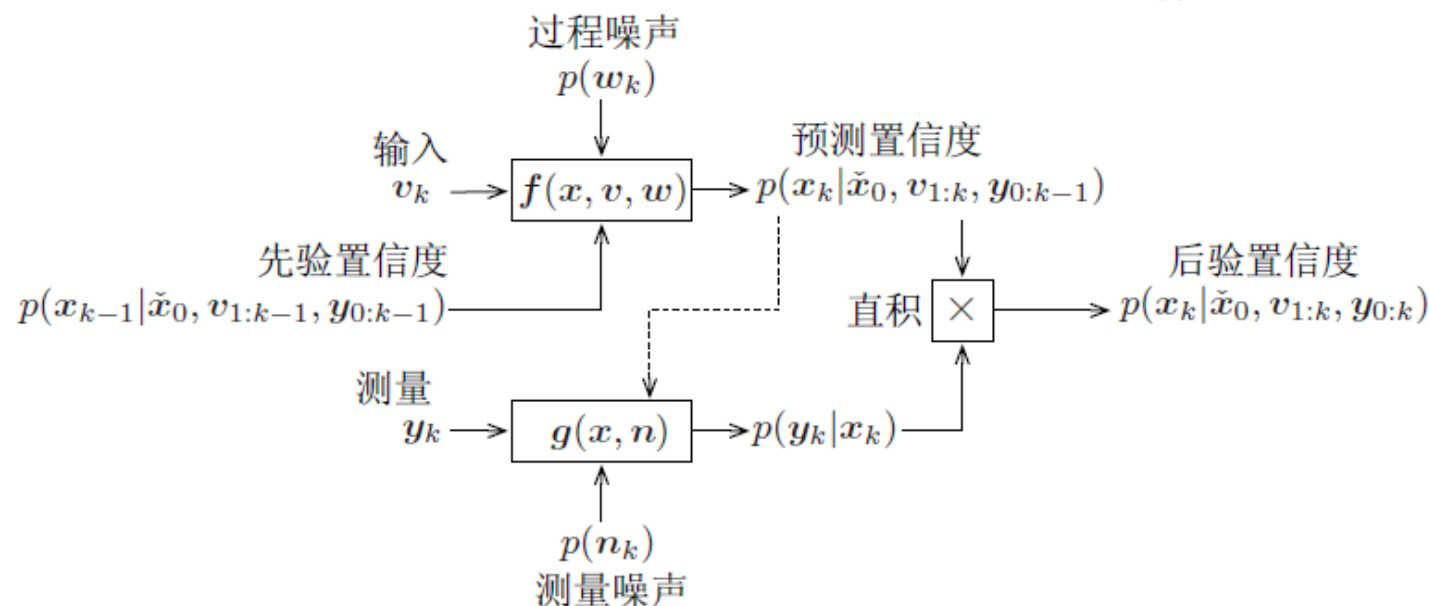 过程噪声
p(w_k)
输入
v_k
f(x, v, w)
预测置信度
p(x_k|x̌_0, v_{1:k}, y_{0:k−1})
先验置信度
p(x_{k−1}|x̌_0, v_{1:k−1}, y_{0:k−1})
直积
×
后验置信度
p(x_k|x̌_0, v_{1:k}, y_{0:k})
测量
y_k
g(x, n)
p(y_k|x_k)
p(n_k)
测量噪声